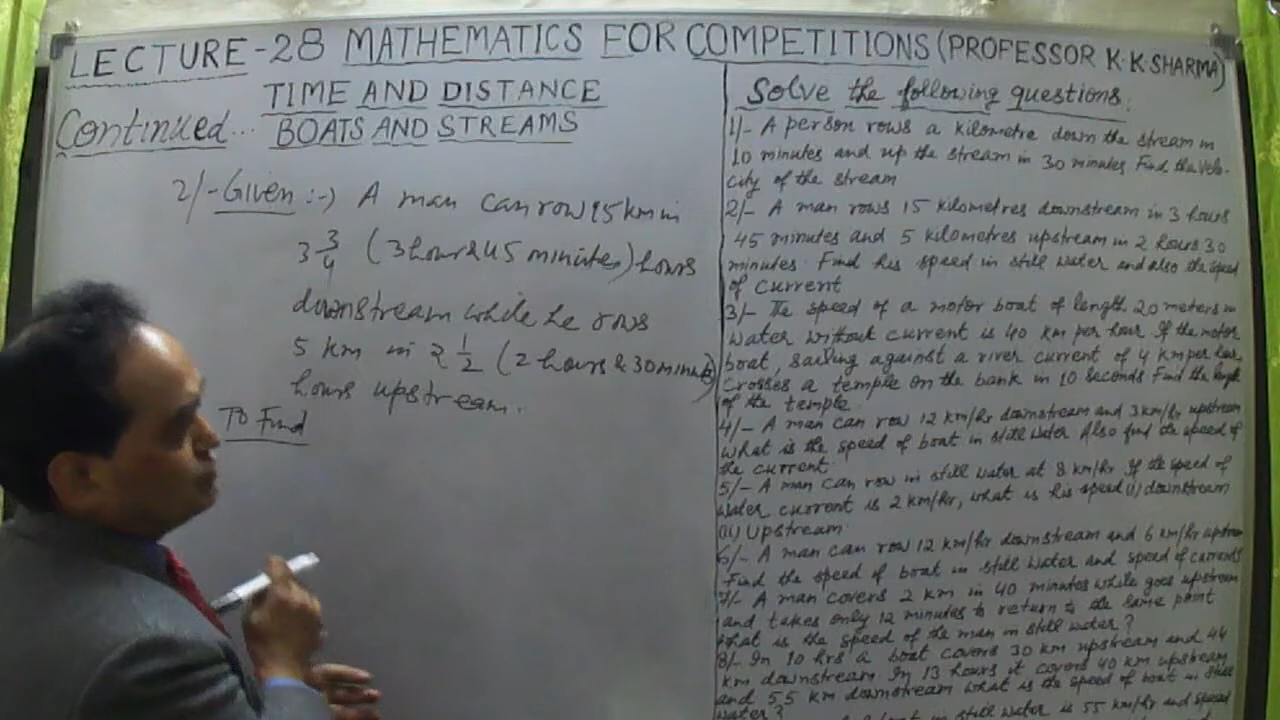 LECTURE-28 MATHEMATICS FOR COMPETITIONS (PROFESSOR K.K.SHARMA)
TIME AND DISTANCE
Continued... BOATS AND STREAMS
2/- Given :-) A man can row 15 km in
3 3/4 (3 hour & 45 minutes) hours
downstream while he rows
5 km in 2 1/2 (2 hours & 30 minutes)
hours upstream.
To Find
Solve the following questions.
1/- A person rows a kilometre down the stream in
10 minutes and up the stream in 30 minutes Find the velo-
city of the stream
2/- A man rows 15 kilometres downstream in 3 hours
45 minutes and 5 kilometres upstream in 2 hours 30
minutes. Find his speed in still water and also the speed
of current
3/- The speed of a motor boat of length 20 meters in
water without current is 40 km per hour. If the motor
boat, sailing against a river current of 4 km per hour,
crosses a temple on the bank in 10 seconds Find the length
of the temple.
4/- A man can row 12 km/hr downstream and 3 km/hr upstream
What is the speed of boat in still water Also find the speed of
the current.
5/- A man can row in still water at 8 km/hr If the speed of
water current is 2 km/hr, what is his speed (i) downstream
(ii) Upstream
6/- A man can row 12 km/hr downstream and 6 km/hr upstream
Find the speed of boat in still water and speed of currents
7/- A man covers 2 km in 40 minutes while goes upstream
and takes only 12 minutes to return to the same point
What is the speed of the man in still water?
8/- In 10 hrs a boat covers 30 km upstream and 44
km downstream In 13 hours it covers 40 km upstream
and 55 km downstream what is the speed of boat in still
water?
boat in still water is 55 km/hr and speed